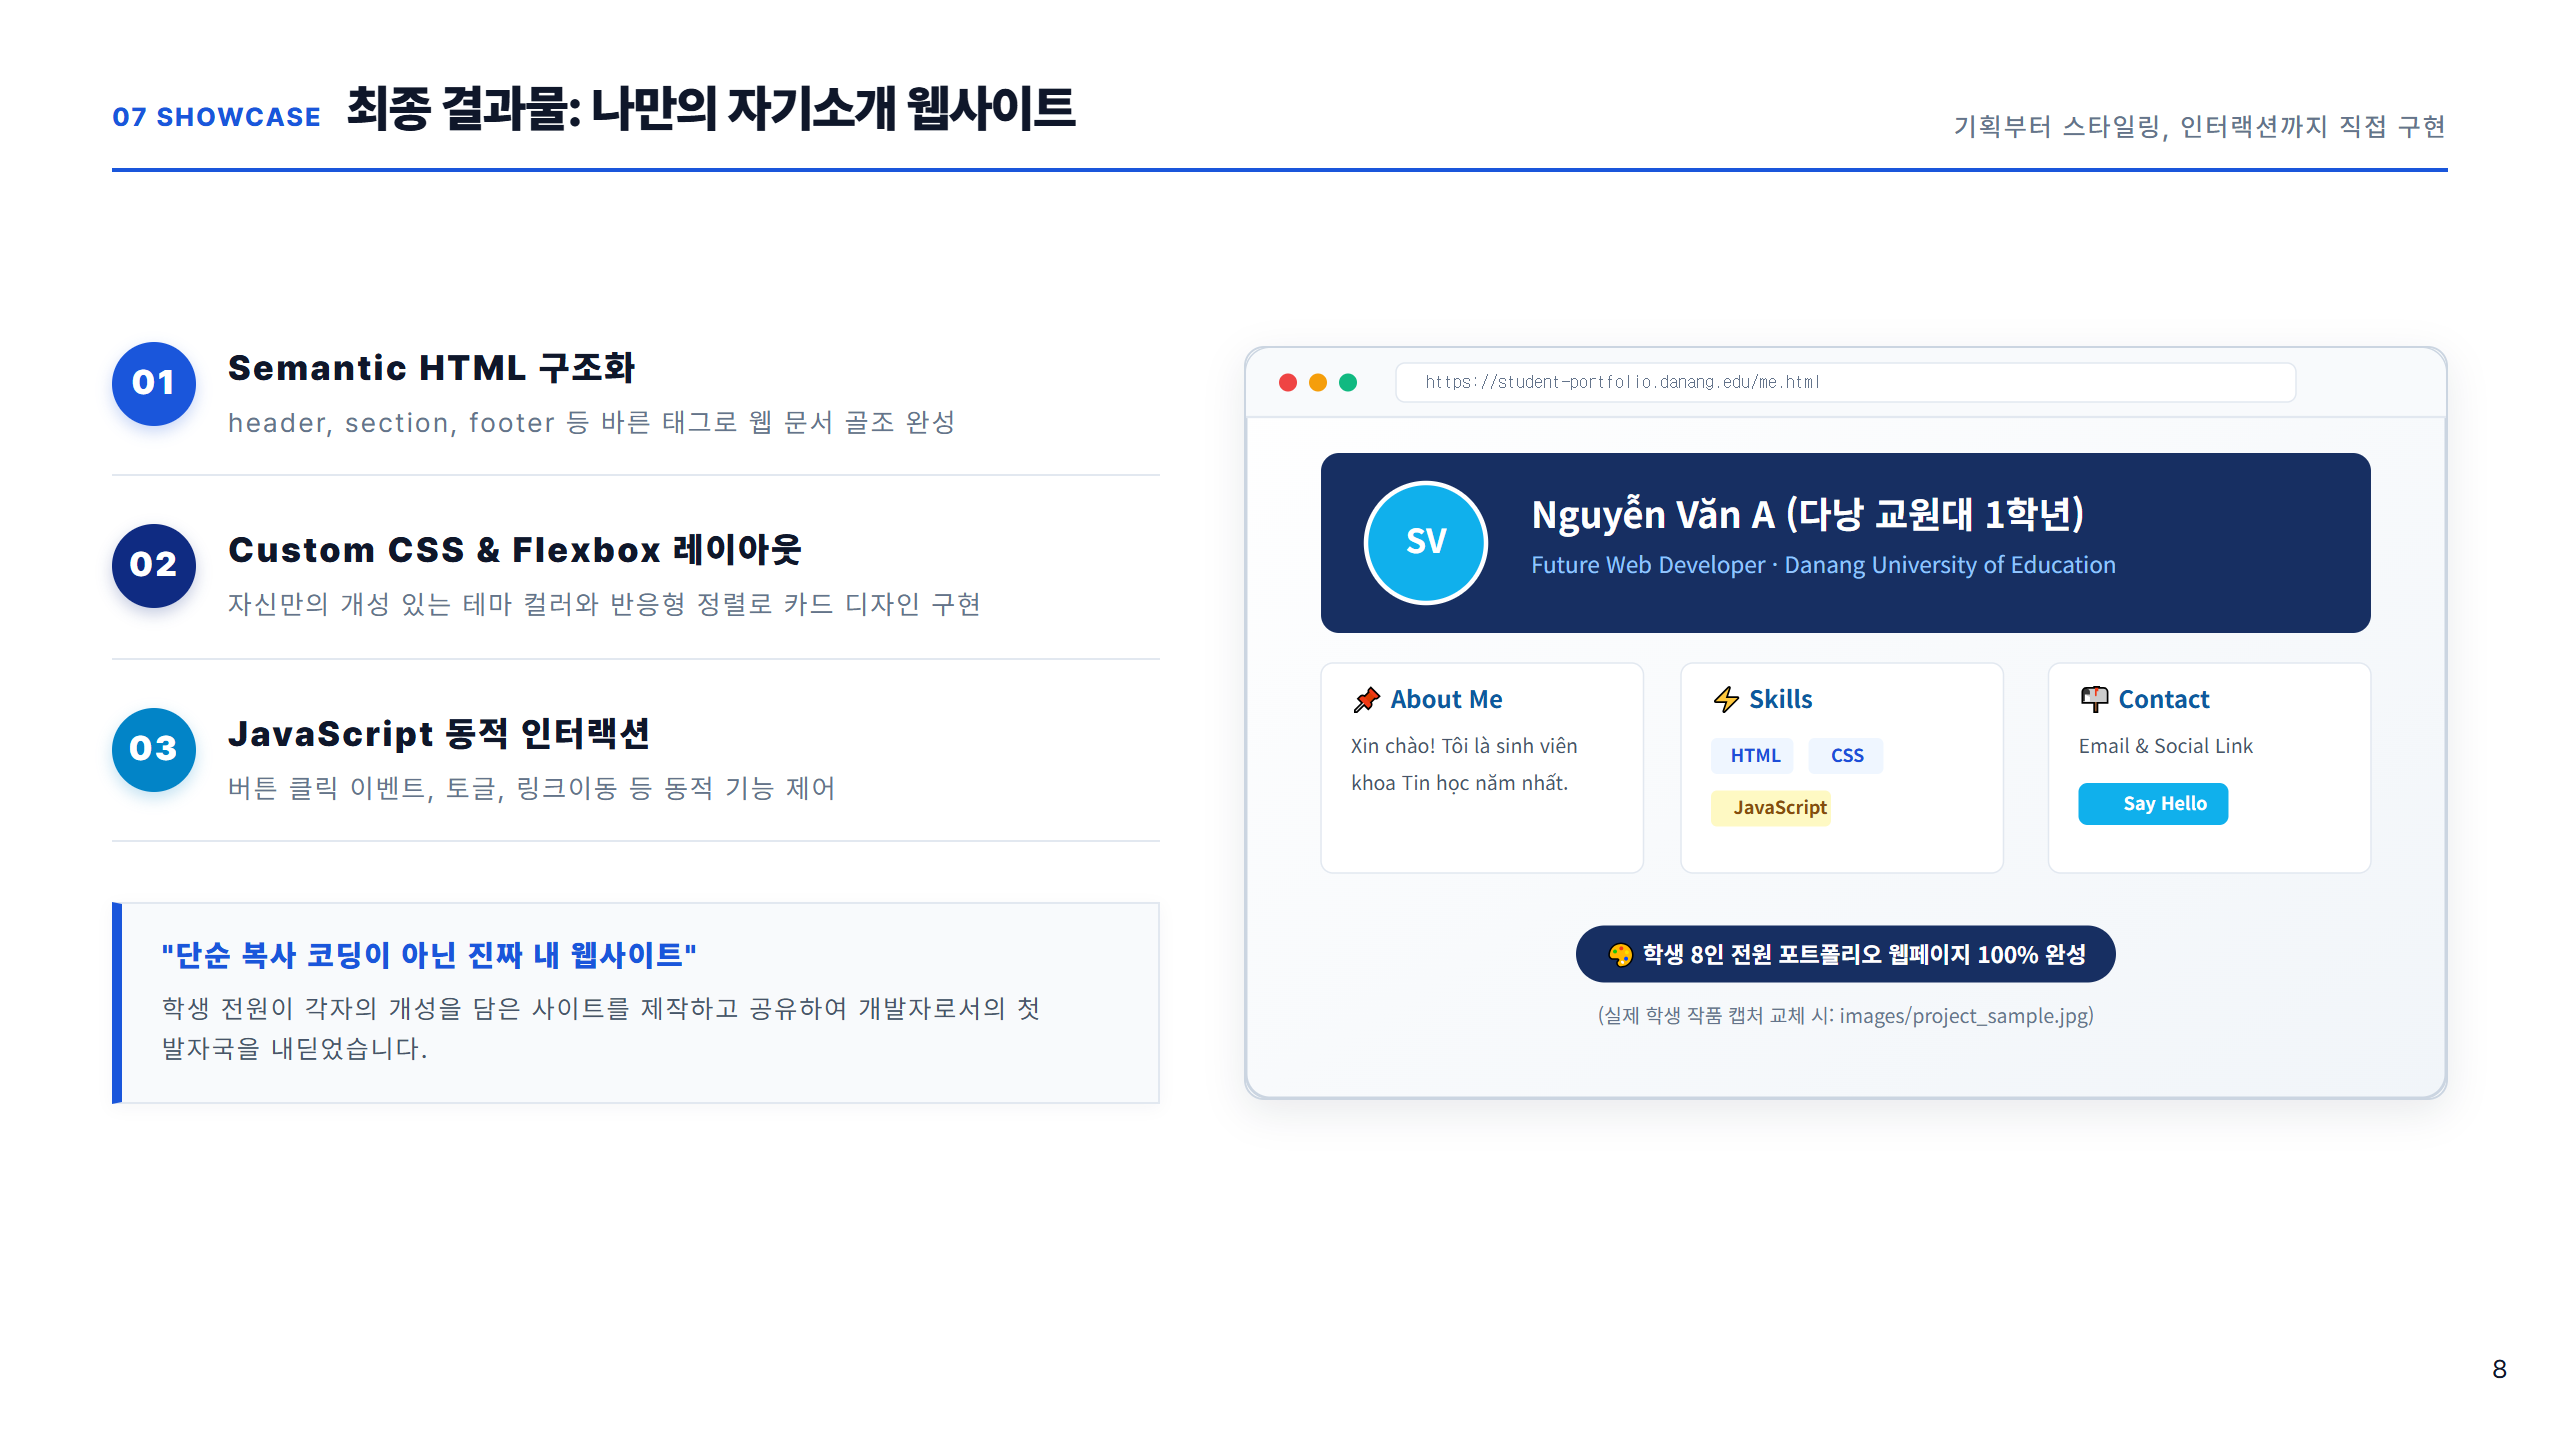 07 SHOWCASE 최종 결과물: 나만의 자기소개 웹사이트
기획부터 스타일링, 인터랙션까지 직접 구현
01
Semantic HTML 구조화
header, section, footer 등 바른 태그로 웹 문서 골조 완성
02
Custom CSS & Flexbox 레이아웃
자신만의 개성 있는 테마 컬러와 반응형 정렬로 카드 디자인 구현
03
JavaScript 동적 인터랙션
버튼 클릭 이벤트, 토글, 링크이동 등 동적 기능 제어
"단순 복사 코딩이 아닌 진짜 내 웹사이트"
학생 전원이 각자의 개성을 담은 사이트를 제작하고 공유하여 개발자로서의 첫
발자국을 내딛었습니다.
https://student-portfolio.danang.edu/me.html
SV
Nguyễn Văn A (다낭 교원대 1학년)
Future Web Developer · Danang University of Education
📌 About Me
Xin chào! Tôi là sinh viên
khoa Tin học năm nhất.
⚡ Skills
HTML CSS
JavaScript
📬 Contact
Email & Social Link
Say Hello
🎨 학생 8인 전원 포트폴리오 웹페이지 100% 완성
(실제 학생 작품 캡처 교체 시: images/project_sample.jpg)
8